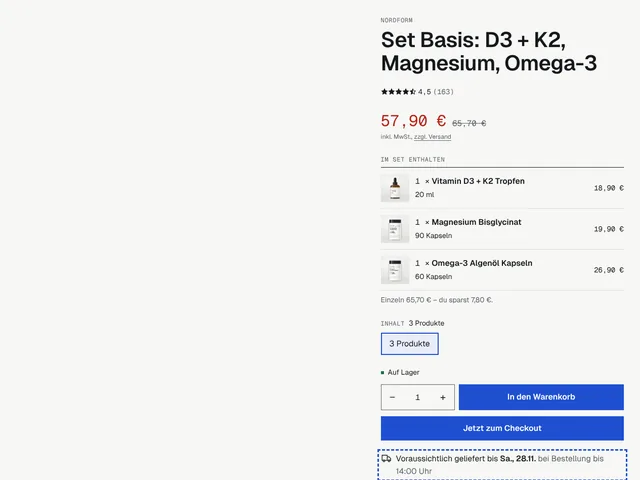 NORDFORM
Set Basis: D3 + K2,
Magnesium, Omega-3
4,5 (163)
57,90 € 65,70 €
inkl. MwSt., zzgl. Versand
IM SET ENTHALTEN
1 × Vitamin D3 + K2 Tropfen
20 ml
18,90 €
1 × Magnesium Bisglycinat
90 Kapseln
19,90 €
1 × Omega-3 Algenöl Kapseln
60 Kapseln
26,90 €
Einzeln 65,70 € – du sparst 7,80 €.
INHALT 3 Produkte
3 Produkte
Auf Lager
− 1 +
In den Warenkorb
Jetzt zum Checkout
Voraussichtlich geliefert bis Sa., 28.11. bei Bestellung bis
14:00 Uhr